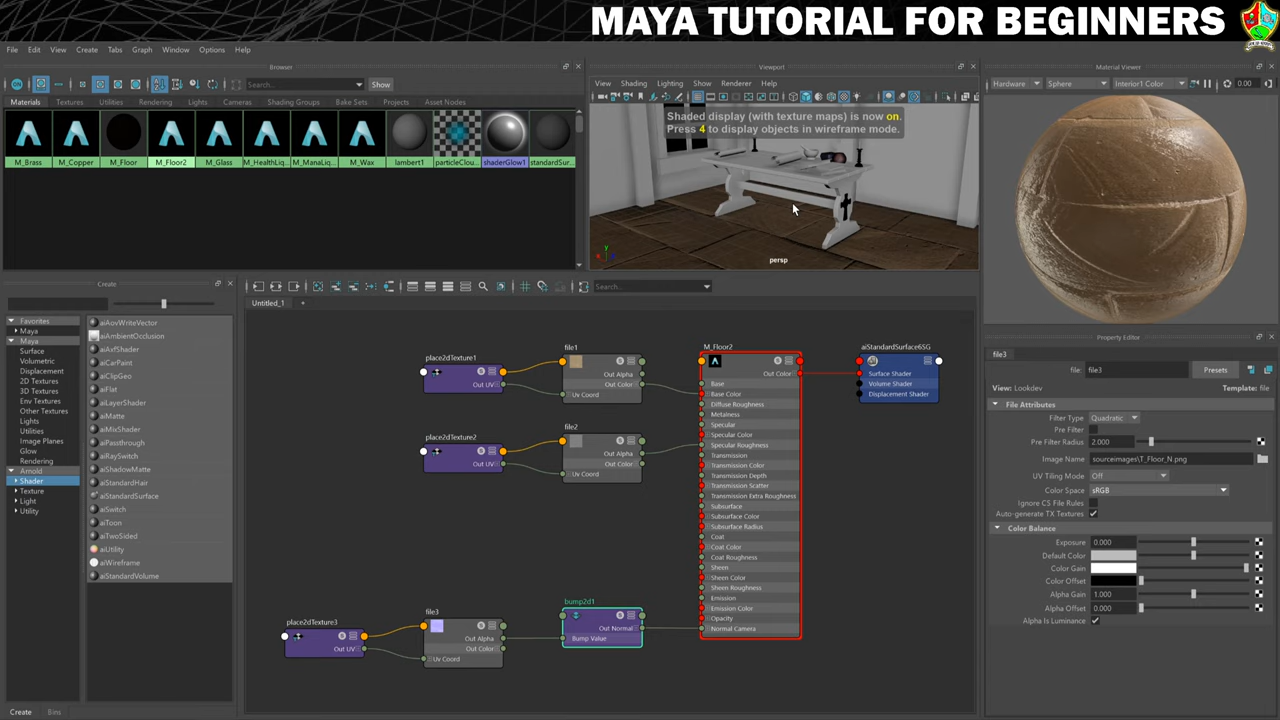 MAYA TUTORIAL FOR BEGINNERS
File Edit View Create Tabs Graph Window Options Help
Browser
Search...
Show
Materials Textures Utilities Rendering Lights Cameras Shading Groups Bake Sets Projects Asset Nodes
M_Brass M_Copper M_Floor M_Floor2 M_Glass M_HealthLiq... M_ManaLiq... M_Wax lambert1 particleClou... shaderGlow1 standardSur...
Viewport
View Shading Lighting Show Renderer Help
Shaded display (with texture maps) is now on.
Press 4 to display objects in wireframe mode.
persp
Material Viewer
Hardware Sphere Interior1 Color 0.00
Create
Favorites
Maya
Maya
Surface
Volumetric
Displacement
2D Textures
3D Textures
Env Textures
Other Textures
Lights
Utilities
Image Planes
Glow
Rendering
Arnold
Shader
Texture
Light
Utility
aiAovWriteVector
aiAmbientOcclusion
aiAxfShader
aiCarPaint
aiClipGeo
aiFlat
aiLayerShader
aiMatte
aiMixShader
aiPassthrough
aiRaySwitch
aiShadowMatte
aiStandardHair
aiStandardSurface
aiSwitch
aiToon
aiTwoSided
aiUtility
aiWireframe
aiStandardVolume
Create Bins
Search...
Untitled_1 +
place2dTexture1
Out UV
file1
Out Alpha
Out Color
Uv Coord
place2dTexture2
Out UV
file2
Out Alpha
Out Color
Uv Coord
place2dTexture3
Out UV
file3
Out Alpha
Out Color
Uv Coord
bump2d1
Out Normal
Bump Value
M_Floor2
Out Color
Base
Base Color
Diffuse Roughness
Metalness
Specular
Specular Color
Specular Roughness
Transmission
Transmission Color
Transmission Depth
Transmission Scatter
Transmission Extra Roughness
Subsurface
Subsurface Color
Subsurface Radius
Coat
Coat Color
Coat Roughness
Sheen
Sheen Color
Sheen Roughness
Emission
Emission Color
Opacity
Normal Camera
aiStandardSurface6SG
Surface Shader
Volume Shader
Displacement Shader
Property Editor
file3
file: file3 Presets
View: Lookdev Template: file
File Attributes
Filter Type Quadratic
Pre Filter
Pre Filter Radius 2.000
Image Name sourceimages\T_Floor_N.png
UV Tiling Mode Off
Color Space sRGB
Ignore CS File Rules
Auto-generate TX Textures
Color Balance
Exposure 0.000
Default Color
Color Gain
Color Offset
Alpha Gain 1.000
Alpha Offset 0.000
Alpha Is Luminance